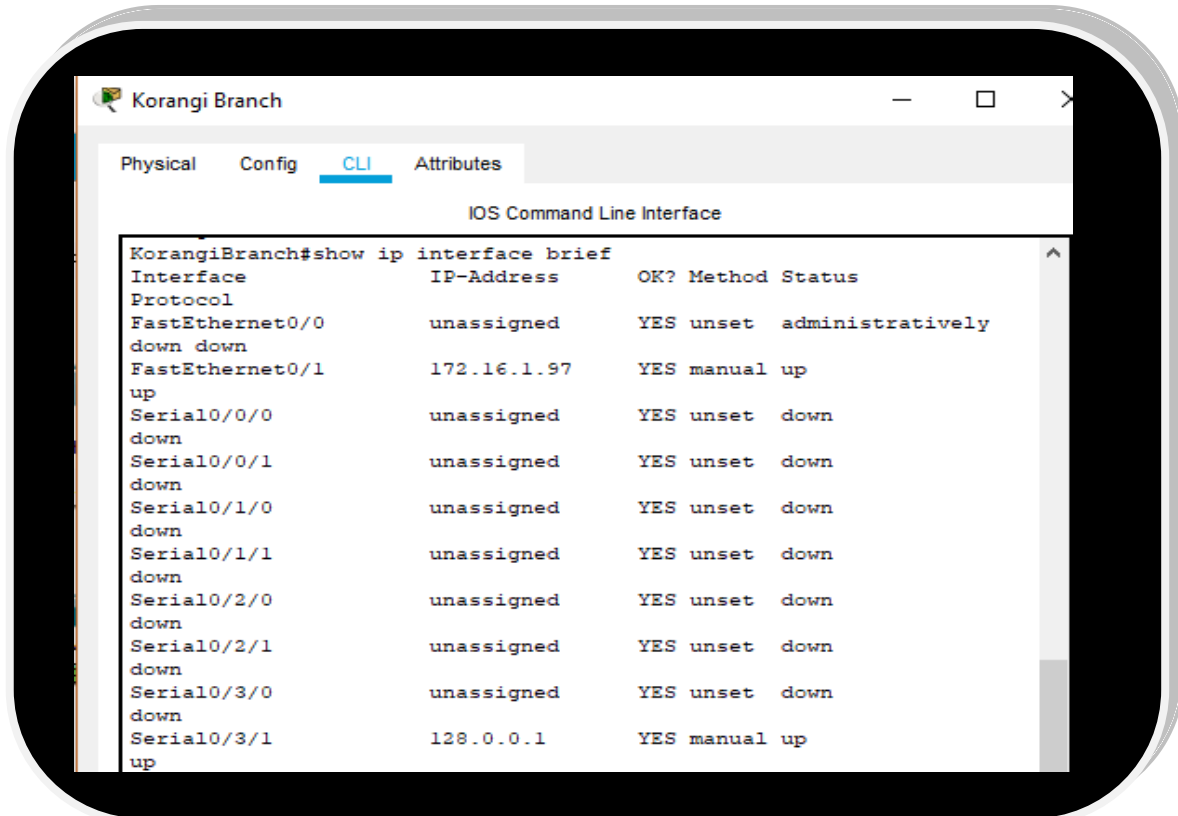 Korangi Branch
Physical Config CLI Attributes
IOS Command Line Interface
KorangiBranch#show ip interface brief
Interface              IP-Address      OK? Method Status
Protocol
FastEthernet0/0        unassigned      YES unset  administratively
down down
FastEthernet0/1        172.16.1.97     YES manual up
up
Serial0/0/0            unassigned      YES unset  down
down
Serial0/0/1            unassigned      YES unset  down
down
Serial0/1/0            unassigned      YES unset  down
down
Serial0/1/1            unassigned      YES unset  down
down
Serial0/2/0            unassigned      YES unset  down
down
Serial0/2/1            unassigned      YES unset  down
down
Serial0/3/0            unassigned      YES unset  down
down
Serial0/3/1            128.0.0.1       YES manual up
up